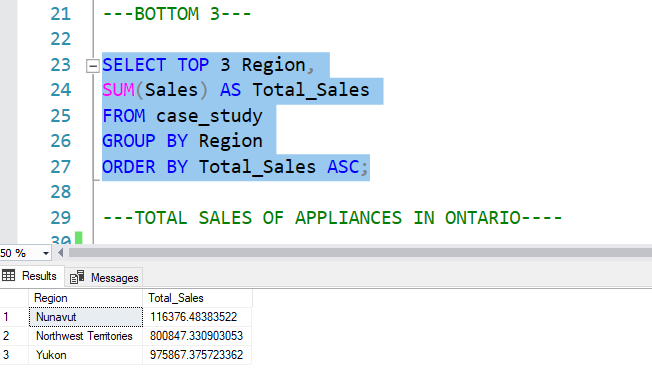 21 ---BOTTOM 3---
22
23 SELECT TOP 3 Region,
24 SUM(Sales) AS Total_Sales
25 FROM case_study
26 GROUP BY Region
27 ORDER BY Total_Sales ASC;
28
29 ---TOTAL SALES OF APPLIANCES IN ONTARIO----
30
50 %
Results Messages
Region Total_Sales
1 Nunavut 116376.48383522
2 Northwest Territories 800847.330903053
3 Yukon 975867.375723362